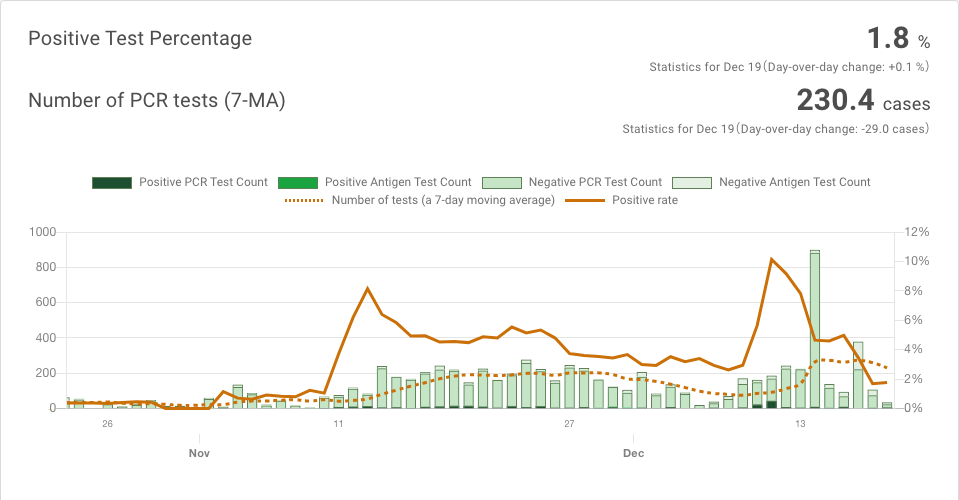 Positive Test Percentage
1.8 %
Statistics for Dec 19(Day-over-day change: +0.1 %)
Number of PCR tests (7-MA)
230.4 cases
Statistics for Dec 19(Day-over-day change: -29.0 cases)
Positive PCR Test Count Positive Antigen Test Count Negative PCR Test Count Negative Antigen Test Count
Number of tests (a 7-day moving average) Positive rate
1000 12%
10%
800
8%
600
6%
400
4%
200
2%
0 0%
26 11 27 13
Nov Dec